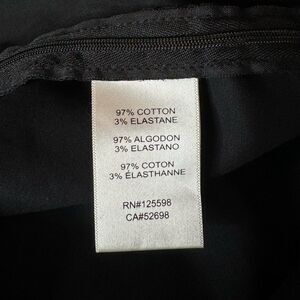 97% COTTON
3% ELASTANE
97% ALGODON
3% ELASTANO
97% COTON
3% ÉLASTHANNE
RN#125598
CA#52698